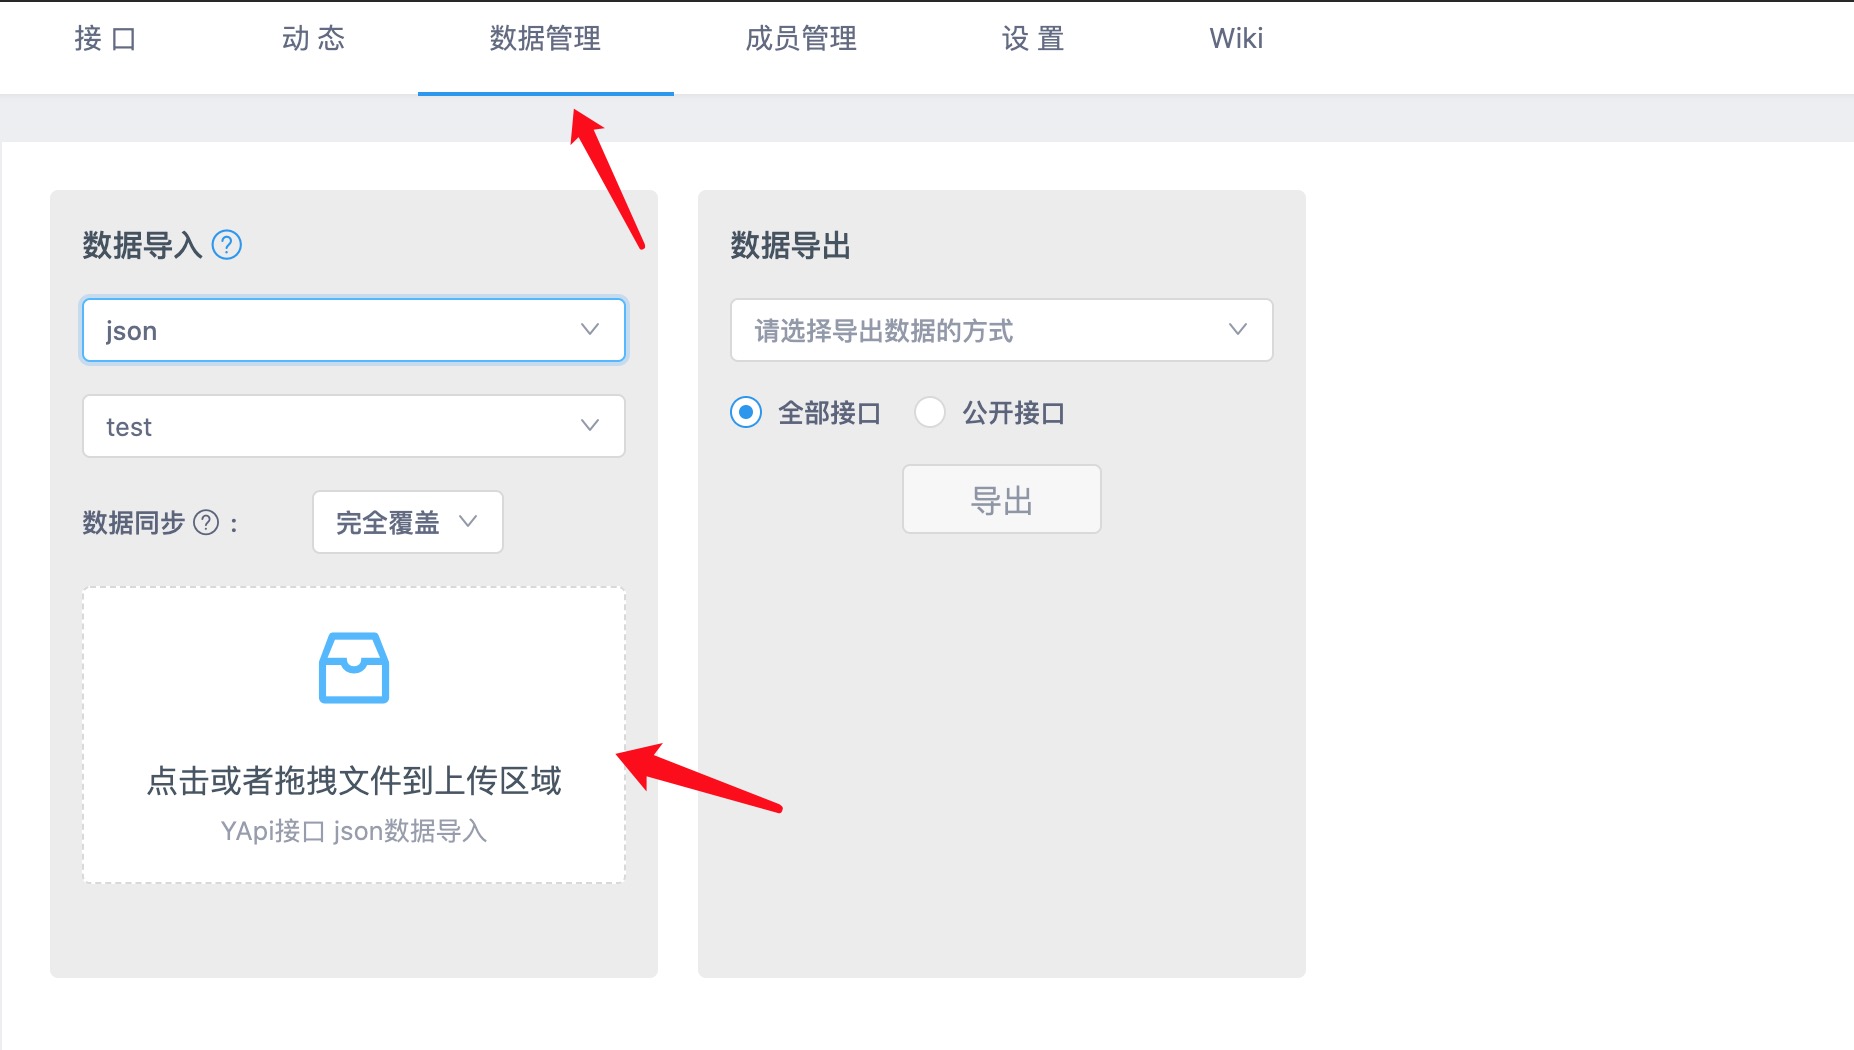 接 口 动 态 数据管理 成员管理 设 置 Wiki
数据导入 ?
json
test
数据同步 ? :
完全覆盖
点击或者拖拽文件到上传区域
YApi接口 json数据导入
数据导出
请选择导出数据的方式
全部接口 公开接口
导出